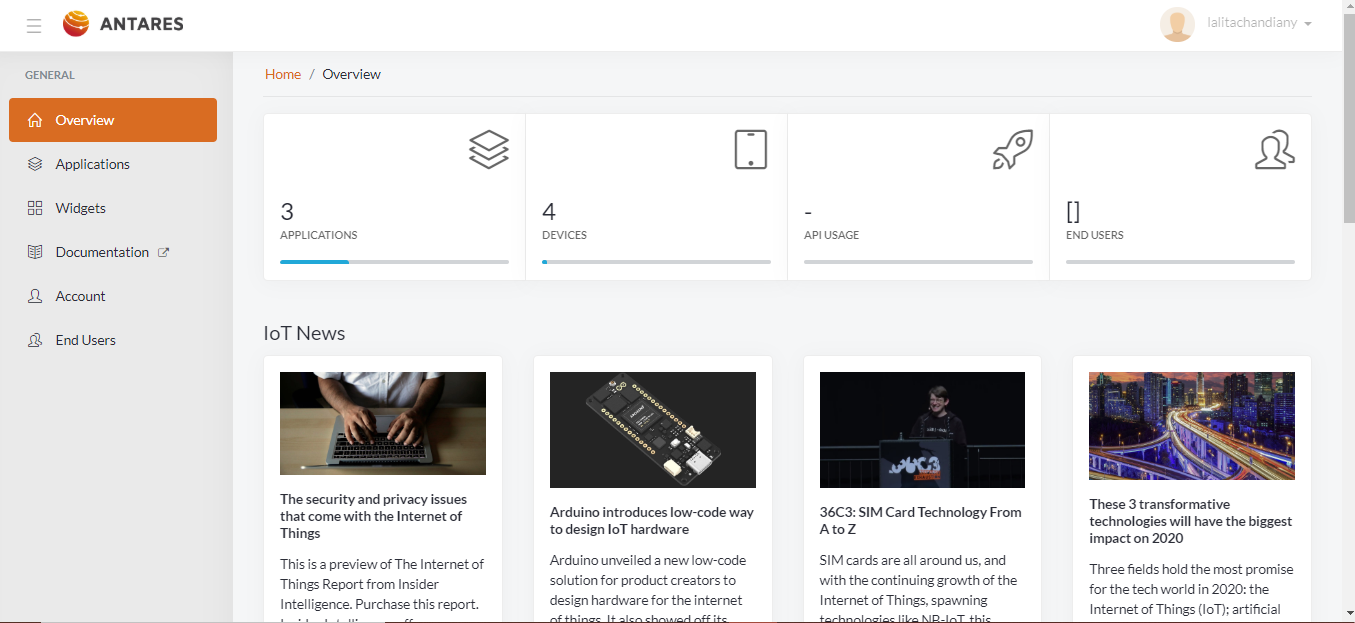 ANTARES
lalitachandiany
GENERAL
Overview
Applications
Widgets
Documentation
Account
End Users
Home / Overview
3
APPLICATIONS
4
DEVICES
-
API USAGE
[]
END USERS
IoT News
The security and privacy issues
that come with the Internet of
Things
This is a preview of The Internet of
Things Report from Insider
Intelligence. Purchase this report.
ARDUINO
Arduino introduces low-code way
to design IoT hardware
Arduino unveiled a new low-code
solution for product creators to
design hardware for the internet
of things. It also showed off its
36C3
36C3: SIM Card Technology From
A to Z
SIM cards are all around us, and
with the continuing growth of the
Internet of Things, spawning
technologies like NB-IoT, this
These 3 transformative
technologies will have the biggest
impact on 2020
Three fields hold the most promise
for the tech world in 2020: the
Internet of Things (IoT); artificial